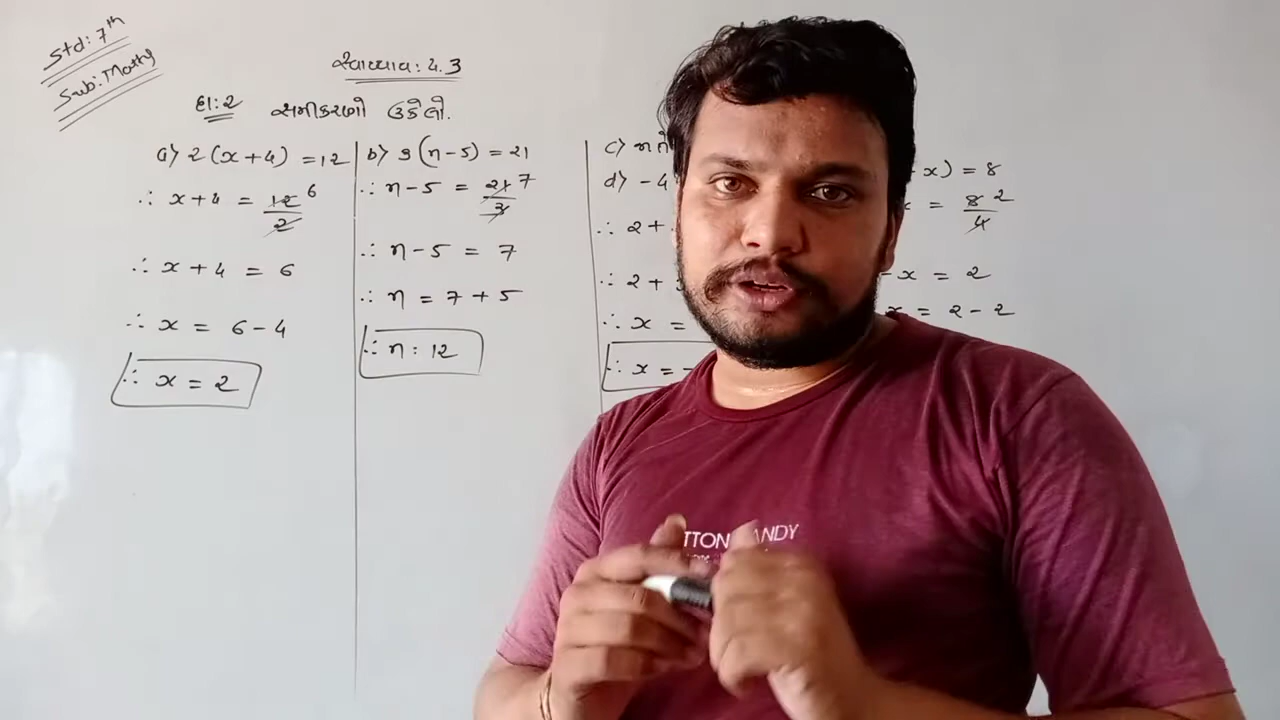 Std: 7th
Sub: Maths
સ્વાધ્યાય: 4.3
દા: 2 સમીકરણો ઉકેલો.
a) 2(x+4) = 12
∴ x+4 = 12 6 / 2
∴ x+4 = 6
∴ x = 6-4
∴ x = 2
b) 3(n-5) = 21
∴ n-5 = 21 7 / 3
∴ n-5 = 7
∴ n = 7+5
∴ n : 12
c)
d) -4
∴ 2+
∴ 2+
∴ x =
∴ x = -
x) = 8
x = 8 2 / 4
-x = 2
x = 2-2
TTON ANDY